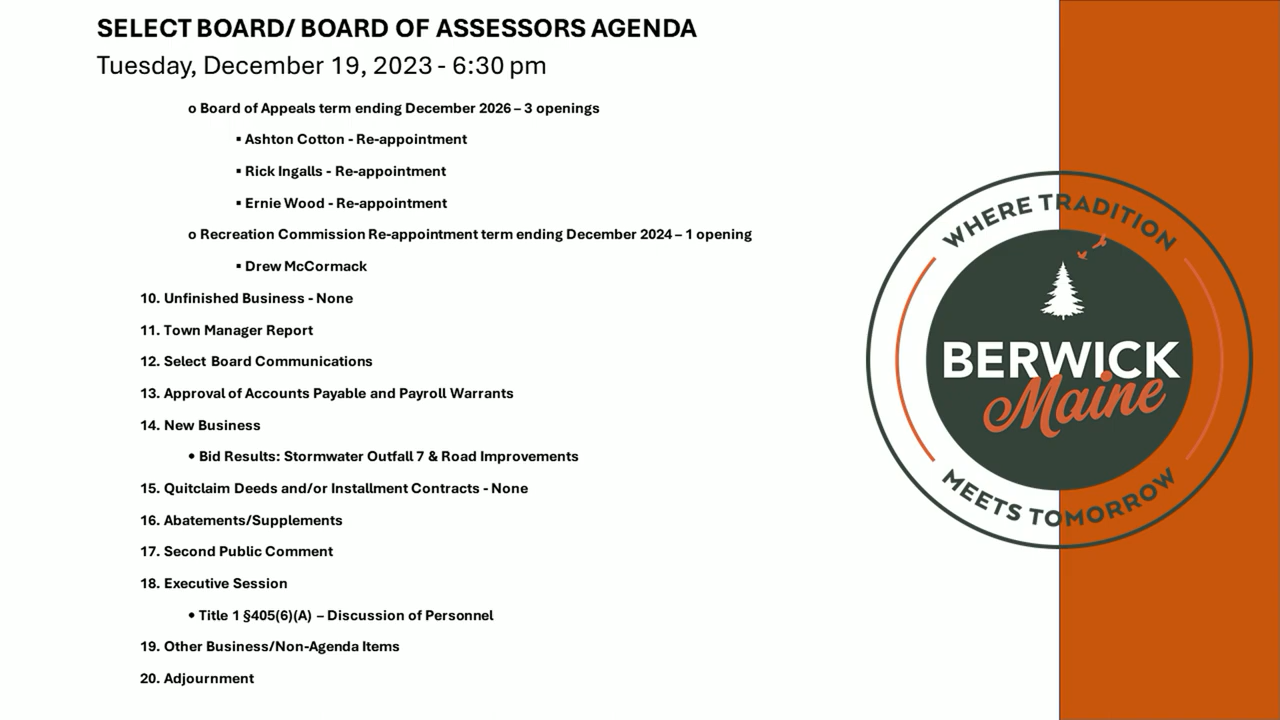 SELECT BOARD/ BOARD OF ASSESSORS AGENDA
Tuesday, December 19, 2023 - 6:30 pm
o Board of Appeals term ending December 2026 – 3 openings
▪ Ashton Cotton - Re-appointment
▪ Rick Ingalls - Re-appointment
▪ Ernie Wood - Re-appointment
o Recreation Commission Re-appointment term ending December 2024 – 1 opening
▪ Drew McCormack
10. Unfinished Business - None
11. Town Manager Report
12. Select Board Communications
13. Approval of Accounts Payable and Payroll Warrants
14. New Business
• Bid Results: Stormwater Outfall 7 & Road Improvements
15. Quitclaim Deeds and/or Installment Contracts - None
16. Abatements/Supplements
17. Second Public Comment
18. Executive Session
• Title 1 §405(6)(A) – Discussion of Personnel
19. Other Business/Non-Agenda Items
20. Adjournment
WHERE TRADITION
BERWICK
Maine
MEETS TOMORROW